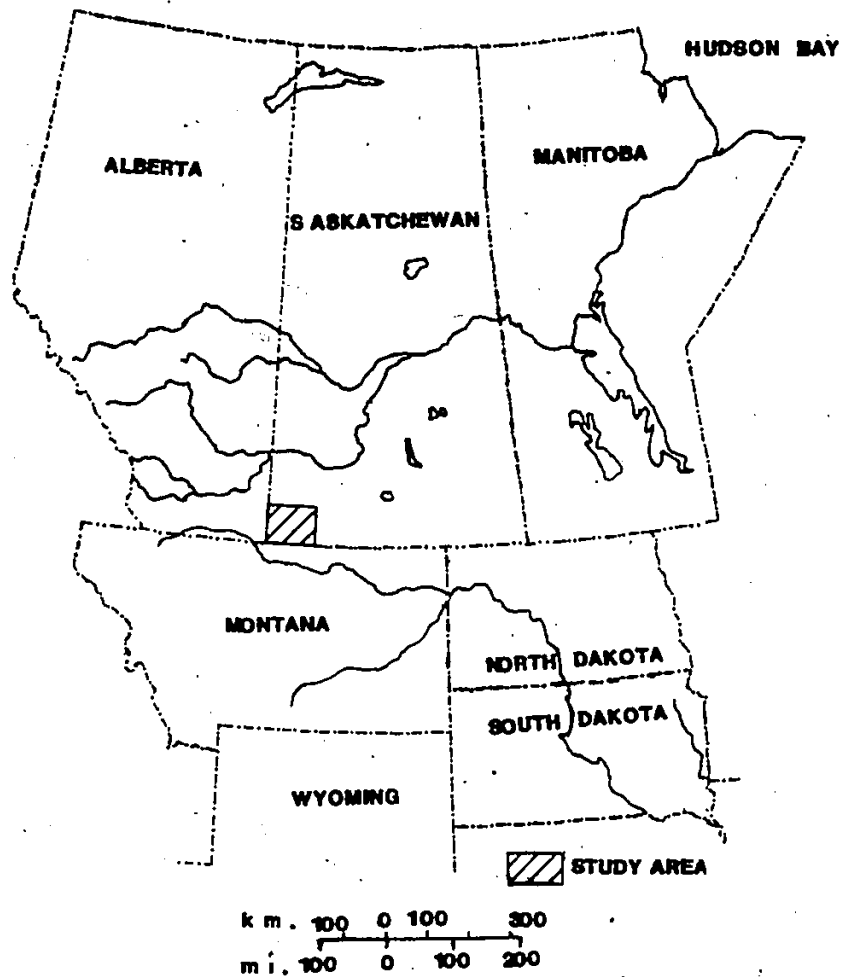 HUDSON BAY
ALBERTA
MANITOBA
SASKATCHEWAN
MONTANA
NORTH DAKOTA
SOUTH DAKOTA
WYOMING
STUDY AREA
km. 100 0 100 300
mi. 100 0 100 200